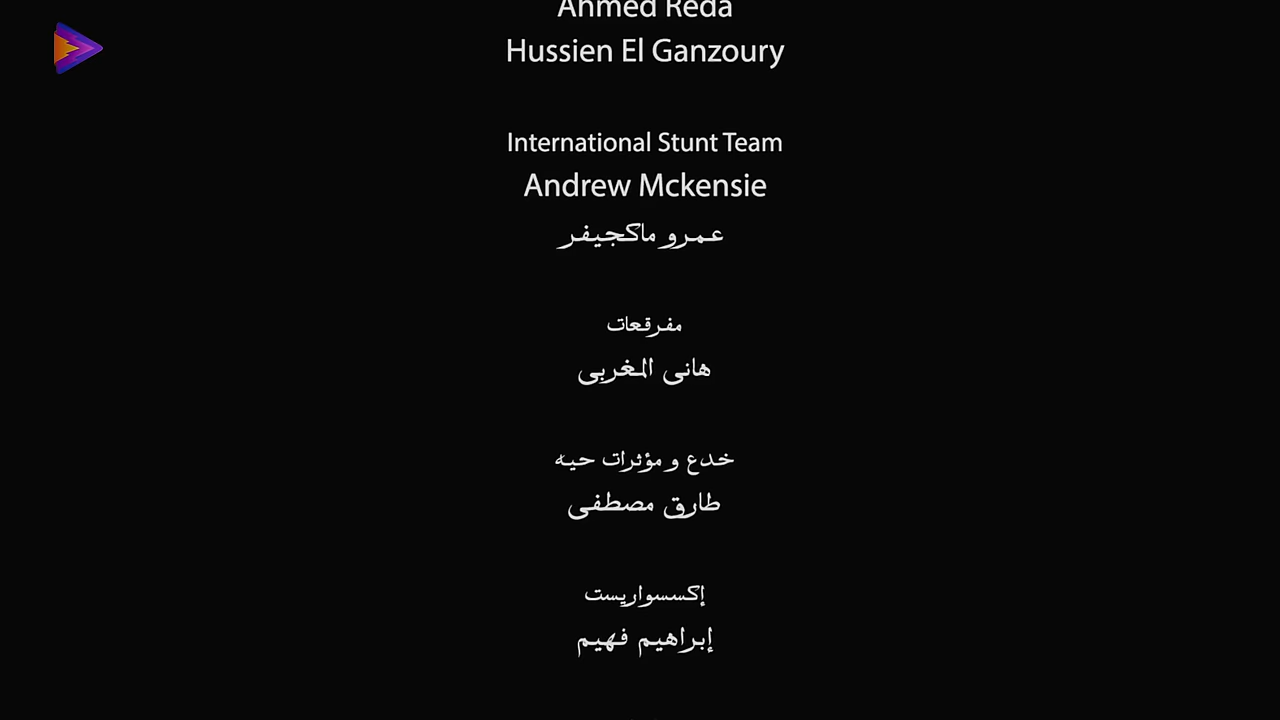 Ahmed Reda
Hussien El Ganzoury
International Stunt Team
Andrew Mckensie
عمرو ماكجيفر
مفرقعات
هانى المغربى
خدع و مؤثرات حيه
طارق مصطفى
إكسسواريست
إبراهيم فهيم